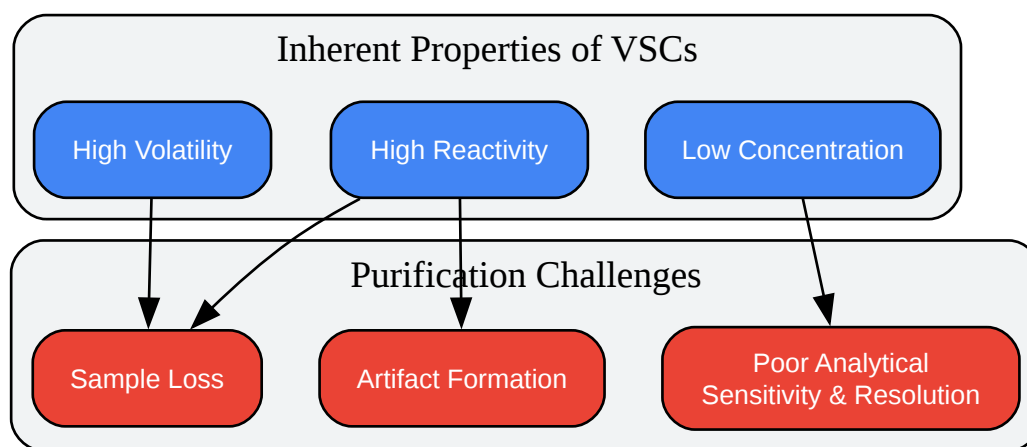 Inherent Properties of VSCs
High Volatility
High Reactivity
Low Concentration
Purification Challenges
Sample Loss
Artifact Formation
Poor Analytical
Sensitivity & Resolution